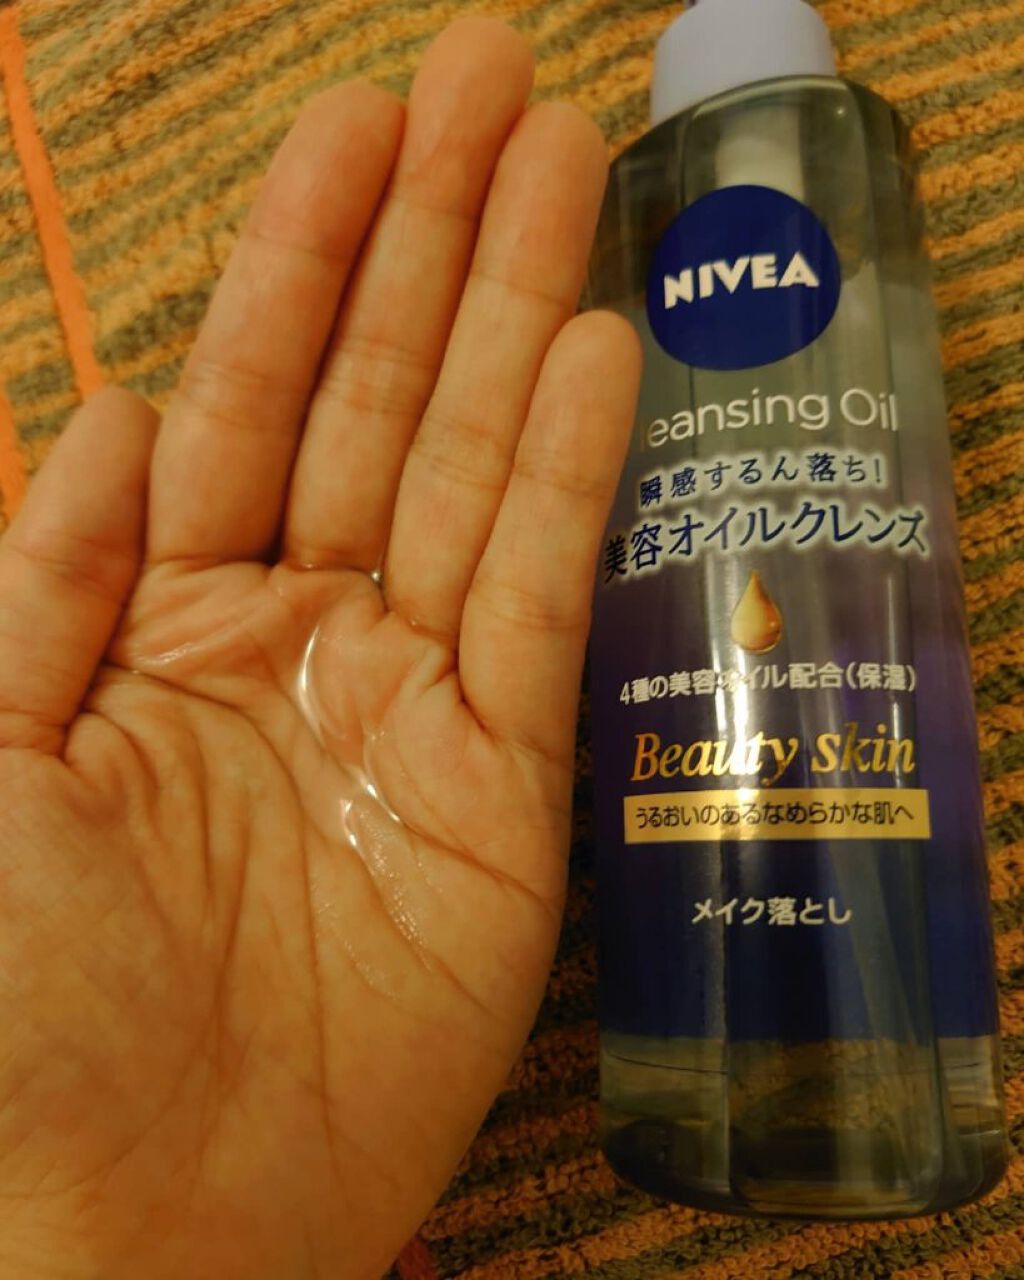 NIVEA
leansing Oil
瞬感するん落ち!
美容オイルクレンズ
4種の美容オイル配合(保湿)
Beauty Skin
うるおいのあるなめらかな肌へ
メイク落とし